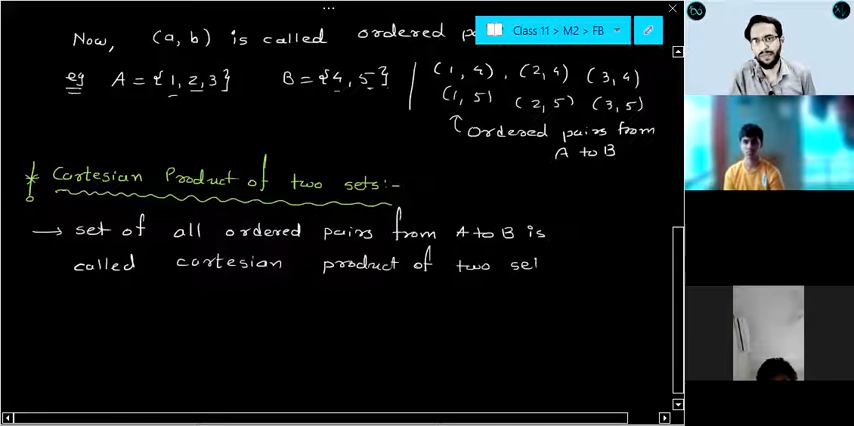 Now, (a, b) is called ordered
Class 11 > M2 > FB
eg A = {1, 2, 3} B = {4, 5} (1, 4), (2, 4) (3, 4)
(1, 5) (2, 5) (3, 5)
↑ Ordered pairs from
A to B
* Cartesian Product of two sets:-
→ set of all ordered pairs from A to B is
called cartesian product of two set